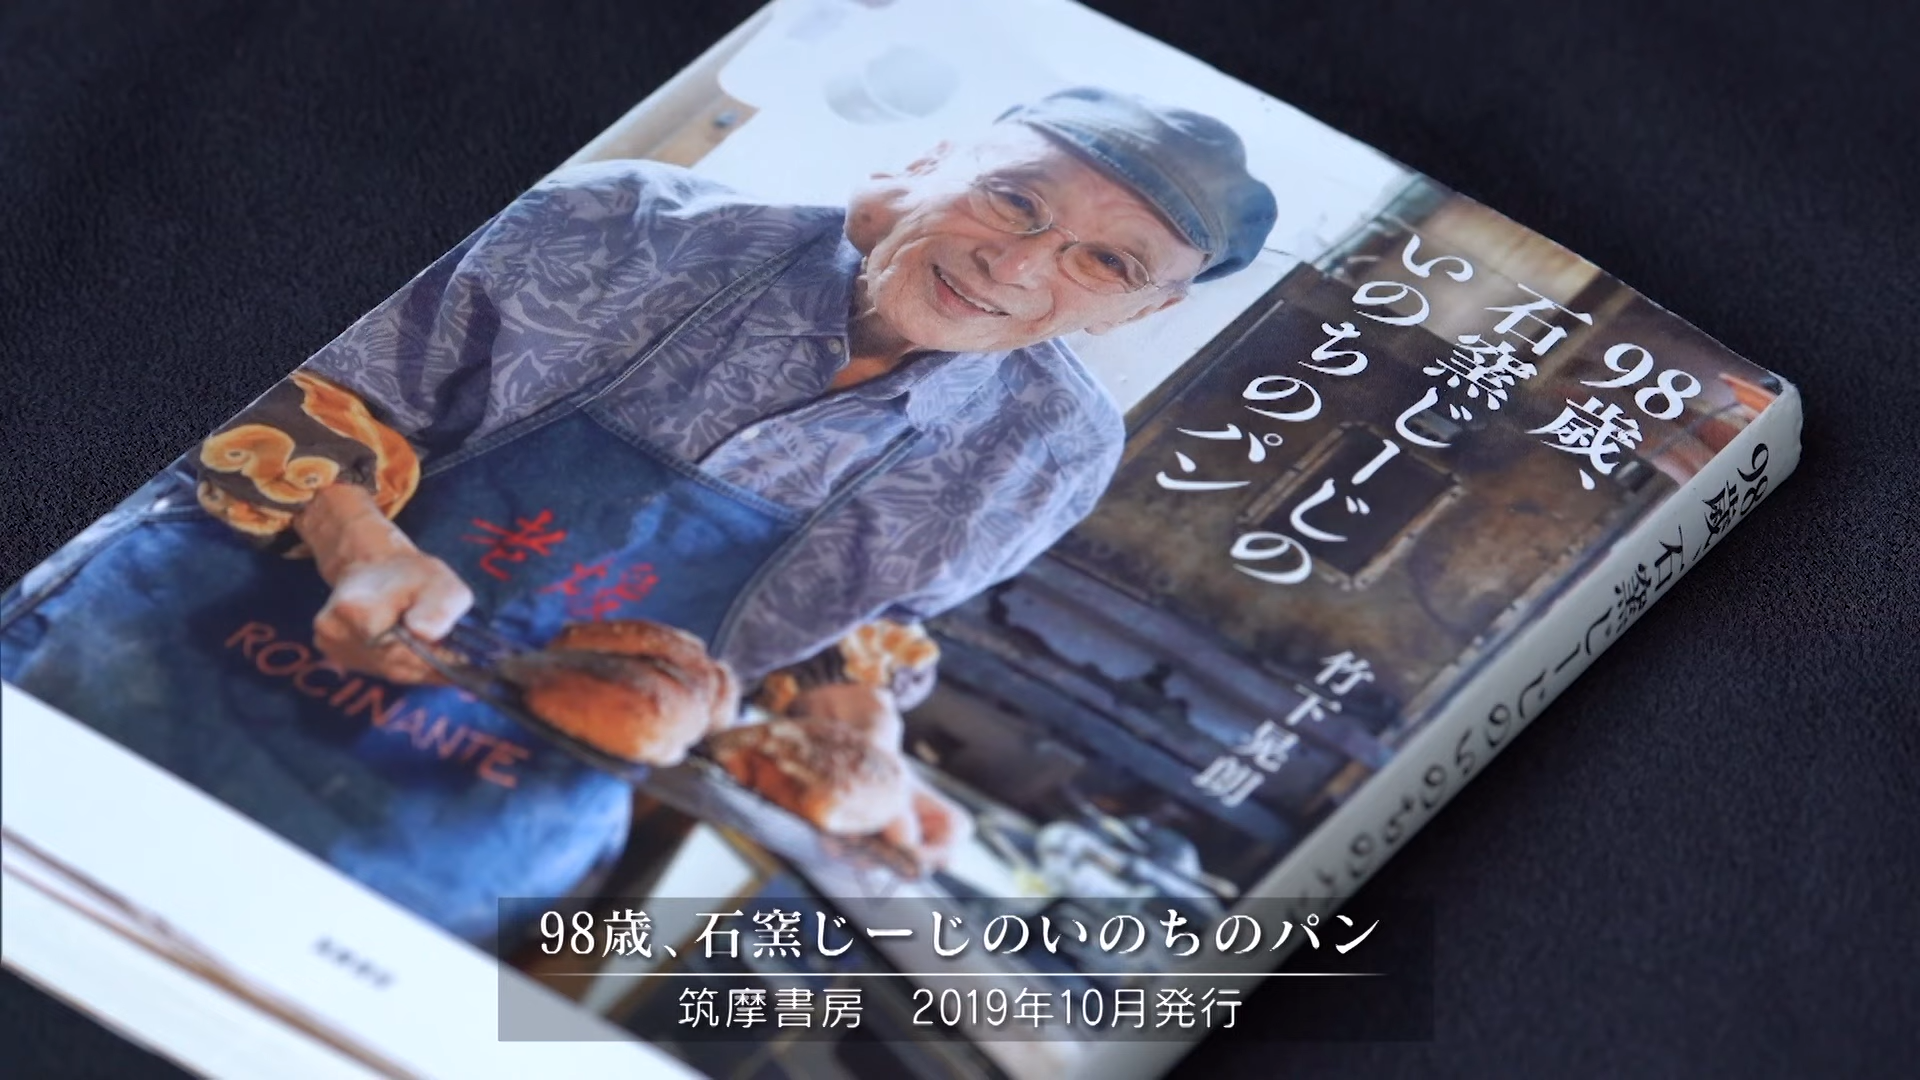 98歳、
石窯じーじの
いのちのパン
竹下晃朗
ROCINANTE
98歳、石窯じーじのいのちのパン
98歳、石窯じーじのいのちのパン
筑摩書房　2019年10月発行